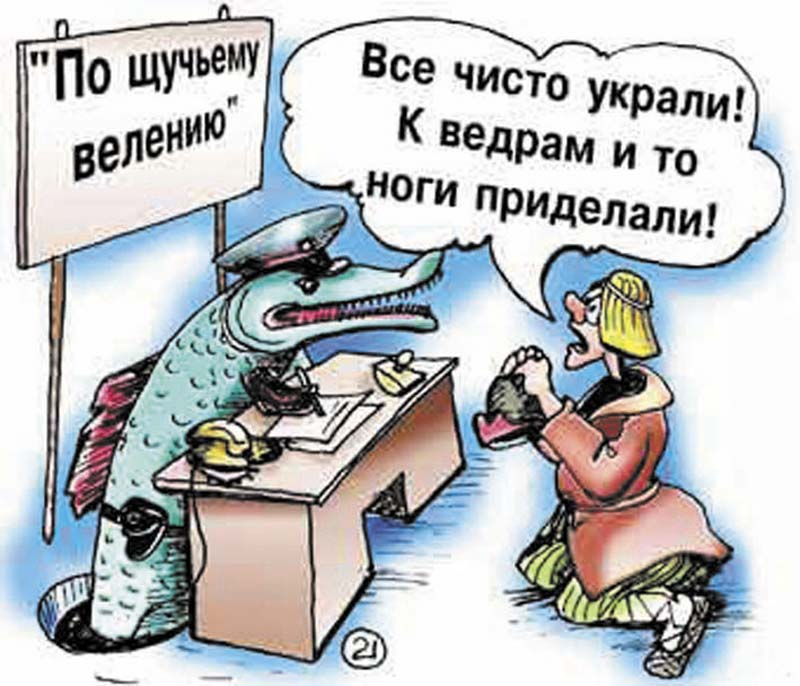 "По щучьему
велению"
Все чисто украли!
К ведрам и то
ноги приделали!
21